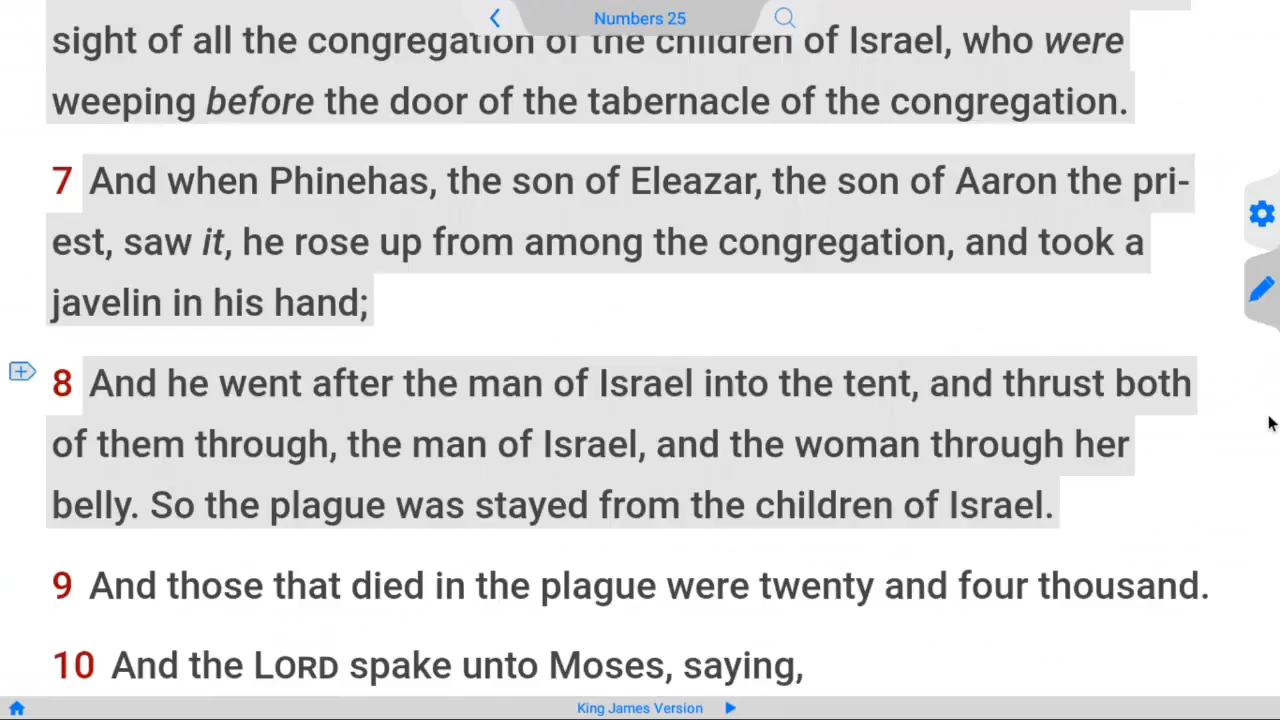 Numbers 25
sight of all the congregation of the children of Israel, who were
weeping before the door of the tabernacle of the congregation.
7 And when Phinehas, the son of Eleazar, the son of Aaron the pri-
est, saw it, he rose up from among the congregation, and took a
javelin in his hand;
8 And he went after the man of Israel into the tent, and thrust both
of them through, the man of Israel, and the woman through her
belly. So the plague was stayed from the children of Israel.
9 And those that died in the plague were twenty and four thousand.
10 And the LORD spake unto Moses, saying,
King James Version